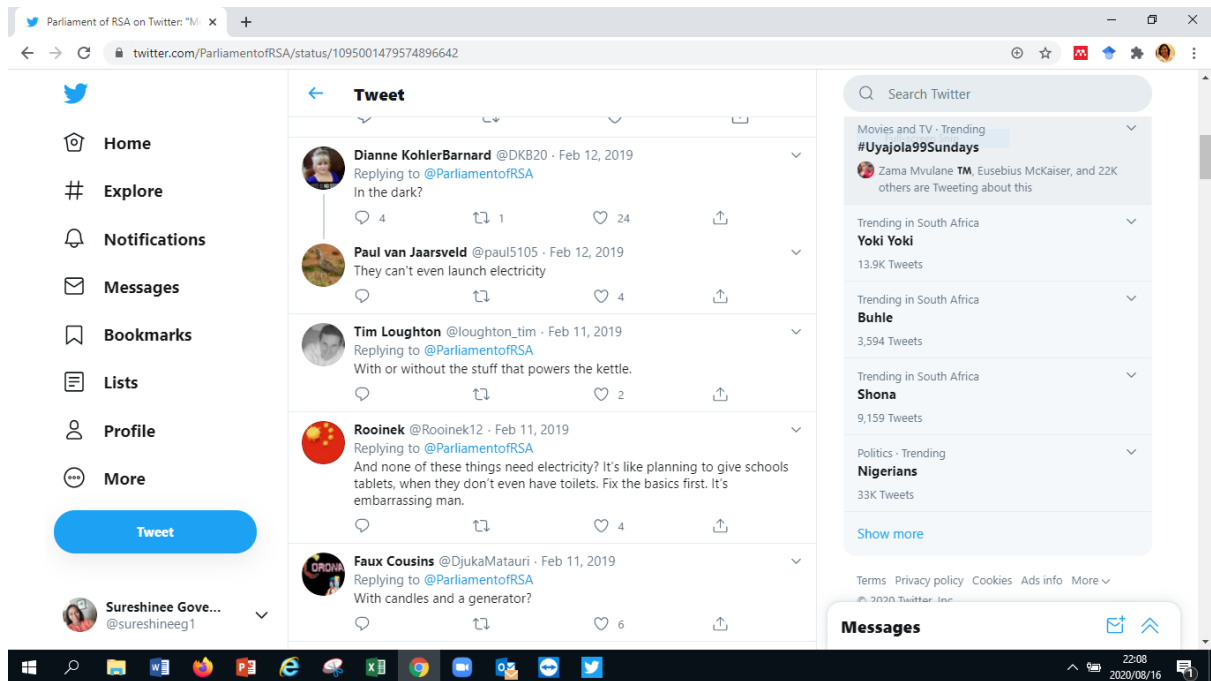 Parliament of RSA on Twitter: "M
twitter.com/ParliamentofRSA/status/1095001479574896642
Home
Explore
Notifications
Messages
Bookmarks
Lists
Profile
More
Tweet
Sureshinee Gove...
@sureshineeg1
Tweet
Dianne KohlerBarnard @DKB20 · Feb 12, 2019
Replying to @ParliamentofRSA
In the dark?
4 1 24
Paul van Jaarsveld @paul5105 · Feb 12, 2019
They can't even launch electricity
4
Tim Loughton @loughton_tim · Feb 11, 2019
Replying to @ParliamentofRSA
With or without the stuff that powers the kettle.
2
Rooinek @Rooinek12 · Feb 11, 2019
Replying to @ParliamentofRSA
And none of these things need electricity? It's like planning to give schools
tablets, when they don't even have toilets. Fix the basics first. It's
embarrassing man.
4
Faux Cousins @DjukaMatauri · Feb 11, 2019
Replying to @ParliamentofRSA
With candles and a generator?
6
Search Twitter
Movies and TV · Trending
#Uyajola99Sundays
Zama Mvulane TM, Eusebius McKaiser, and 22K
others are Tweeting about this
Trending in South Africa
Yoki Yoki
13.9K Tweets
Trending in South Africa
Buhle
3,594 Tweets
Trending in South Africa
Shona
9,159 Tweets
Politics · Trending
Nigerians
33K Tweets
Show more
Terms Privacy policy Cookies Ads info More
© 2020 Twitter, Inc.
Messages
22:08
2020/08/16